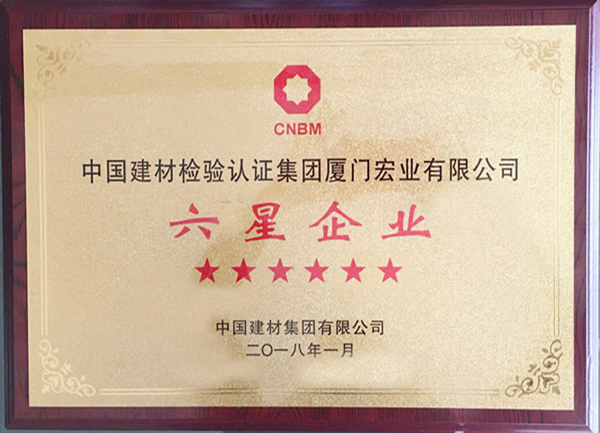 CNBM
中国建材检验认证集团厦门宏业有限公司
六星企业
★★★★★★
中国建材集团有限公司
二〇一八年一月